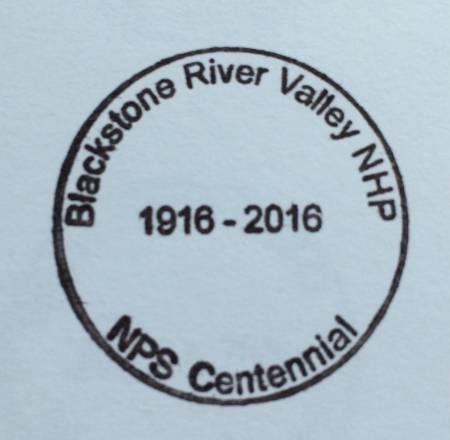 Blackstone River Valley NHP
1916 - 2016
NPS Centennial